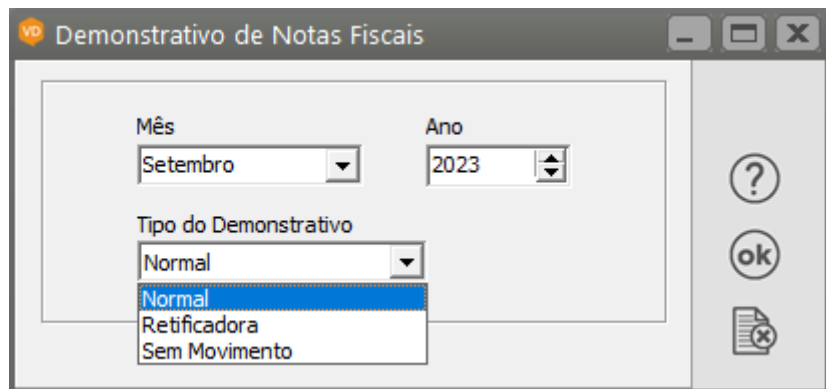 VD Demonstrativo de Notas Fiscais
Mês
Ano
Setembro
2023
Tipo do Demonstrativo
Normal
Normal
Retificadora
Sem Movimento
?
ok